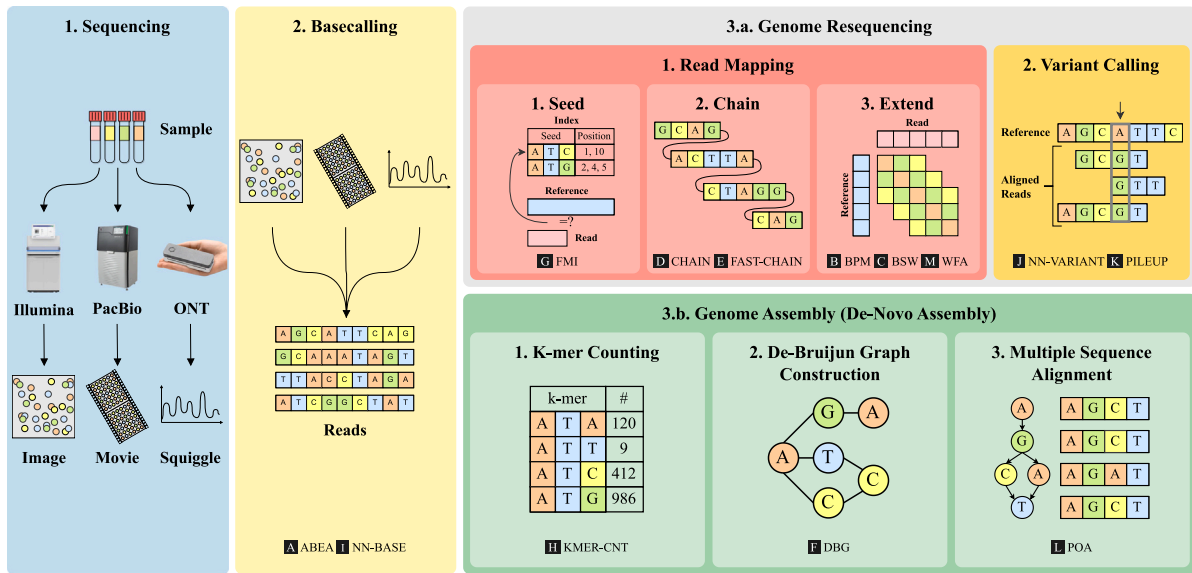 1. Sequencing
Sample
Illumina PacBio ONT
Image Movie Squiggle
2. Basecalling
A G C A T T C A G
G C A A A T A G T
T T A C C T A G A
A T C G G C T A T
Reads
A ABEA I NN-BASE
3.a. Genome Resequencing
1. Read Mapping
1. Seed
Index
Seed Position
A T C 1, 10
A T G 2, 4, 5
Reference
=?
Read
G FMI
2. Chain
G C A G
A C T T A
C T A G G
C A G
D CHAIN E FAST-CHAIN
3. Extend
Read
Reference
B BPM C BSW M WFA
2. Variant Calling
Reference A G C A T T C
G C G T
Aligned
Reads
G T T
A G C G T
J NN-VARIANT K PILEUP
3.b. Genome Assembly (De-Novo Assembly)
1. K-mer Counting
k-mer #
A T A 120
A T T 9
A T C 412
A T G 986
H KMER-CNT
2. De-Bruijun Graph
Construction
G A
A T
C
C
F DBG
3. Multiple Sequence
Alignment
A
G
C A
T
A G C T
A G C T
A G A T
A G C T
L POA